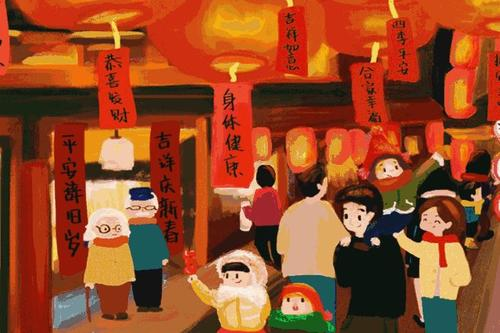 吉祥如意
四季平安
恭喜发财
合家幸福
身体健康
平安辞旧岁
吉祥庆新春